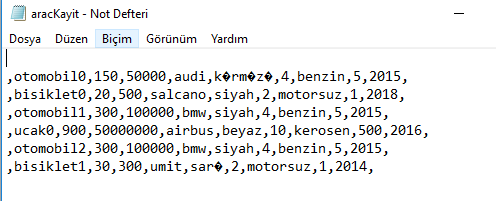 aracKayit - Not Defteri
Dosya Düzen Biçim Görünüm Yardım
,otomobil0,150,50000,audi,k�rm�z�,4,benzin,5,2015,
,bisiklet0,20,500,salcano,siyah,2,motorsuz,1,2018,
,otomobil1,300,100000,bmw,siyah,4,benzin,5,2015,
,ucak0,900,50000000,airbus,beyaz,10,kerosen,500,2016,
,otomobil2,300,100000,bmw,siyah,4,benzin,5,2015,
,bisiklet1,30,300,umit,sar�,2,motorsuz,1,2014,